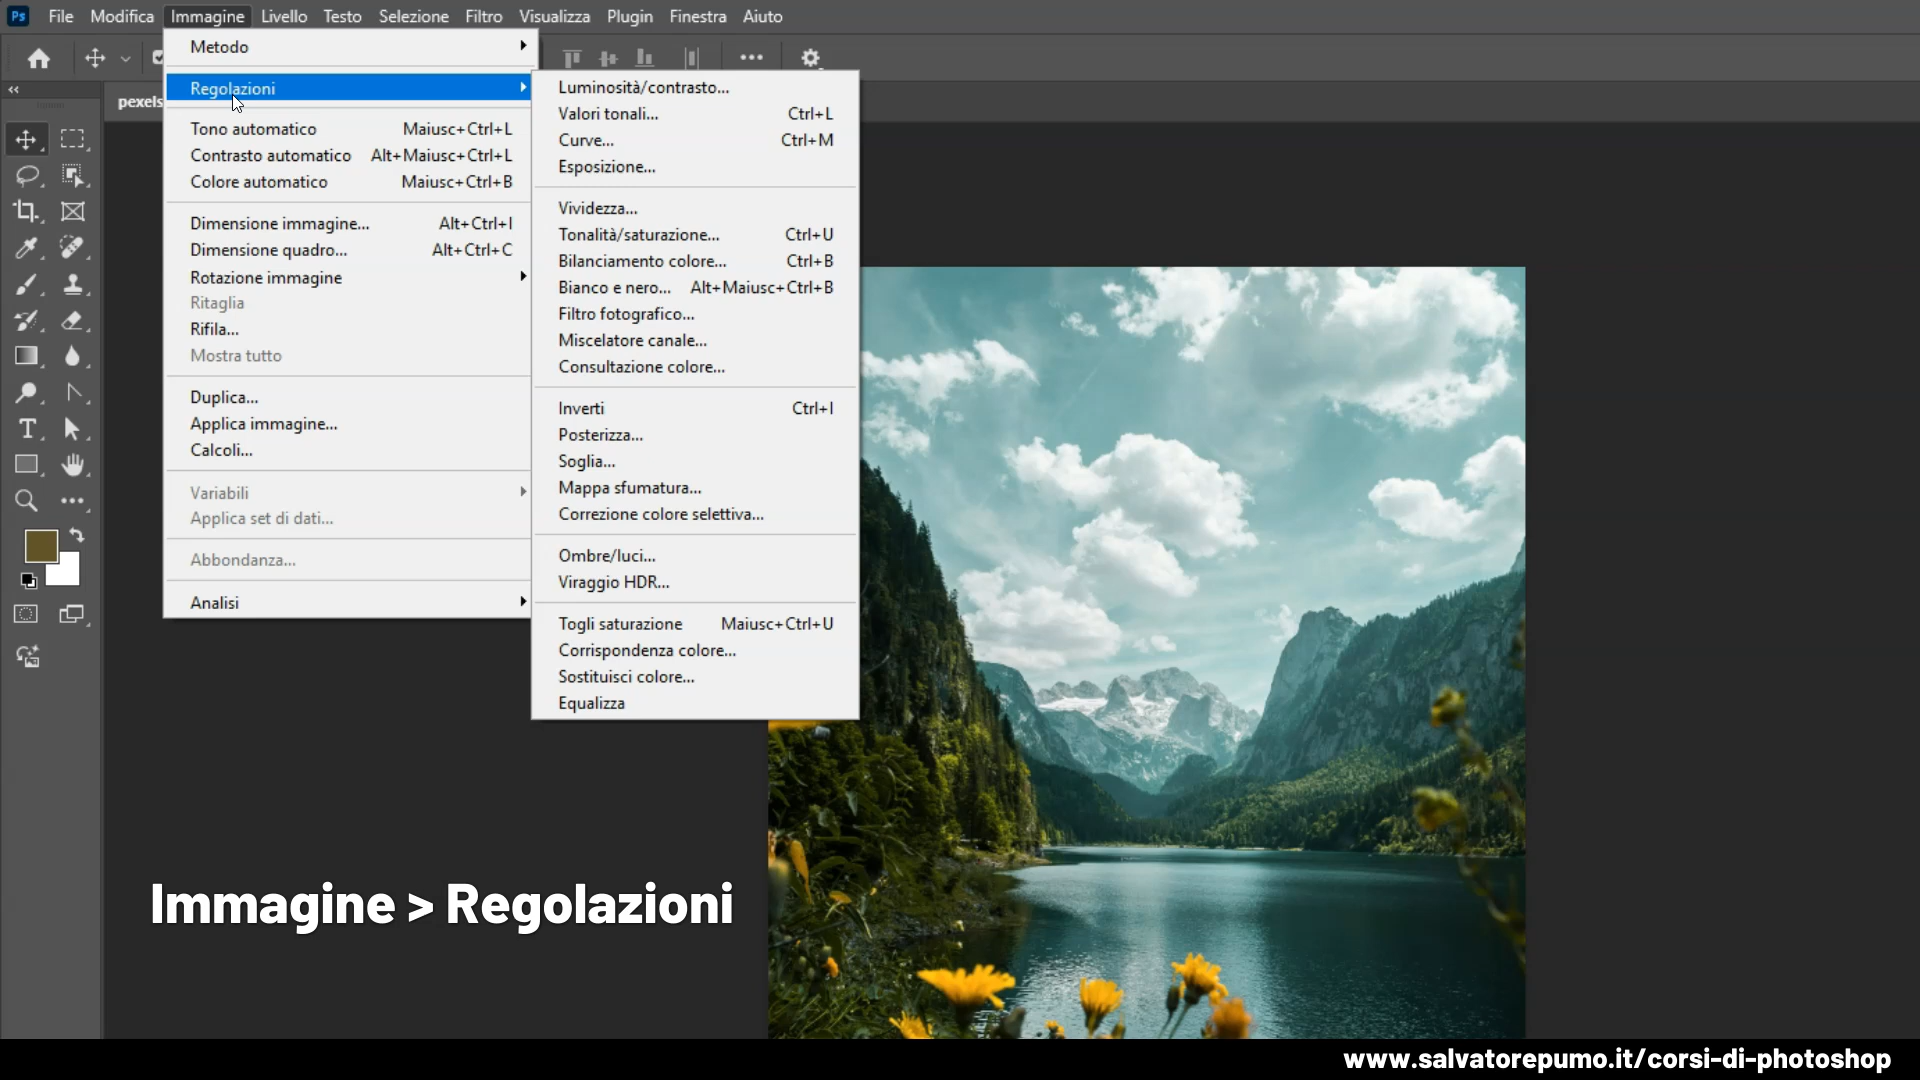 Ps File Modifica Immagine Livello Testo Selezione Filtro Visualizza Plugin Finestra Aiuto
pexels
Metodo
Regolazioni
Tono automatico Maiusc+Ctrl+L
Contrasto automatico Alt+Maiusc+Ctrl+L
Colore automatico Maiusc+Ctrl+B
Dimensione immagine... Alt+Ctrl+I
Dimensione quadro... Alt+Ctrl+C
Rotazione immagine
Ritaglia
Rifila...
Mostra tutto
Duplica...
Applica immagine...
Calcoli...
Variabili
Applica set di dati...
Abbondanza...
Analisi
Luminosità/contrasto...
Valori tonali... Ctrl+L
Curve... Ctrl+M
Esposizione...
Vividezza...
Tonalità/saturazione... Ctrl+U
Bilanciamento colore... Ctrl+B
Bianco e nero... Alt+Maiusc+Ctrl+B
Filtro fotografico...
Miscelatore canale...
Consultazione colore...
Inverti Ctrl+I
Posterizza...
Soglia...
Mappa sfumatura...
Correzione colore selettiva...
Ombre/luci...
Viraggio HDR...
Togli saturazione Maiusc+Ctrl+U
Corrispondenza colore...
Sostituisci colore...
Equalizza
Immagine > Regolazioni
www.salvatorepumo.it/corsi-di-photoshop